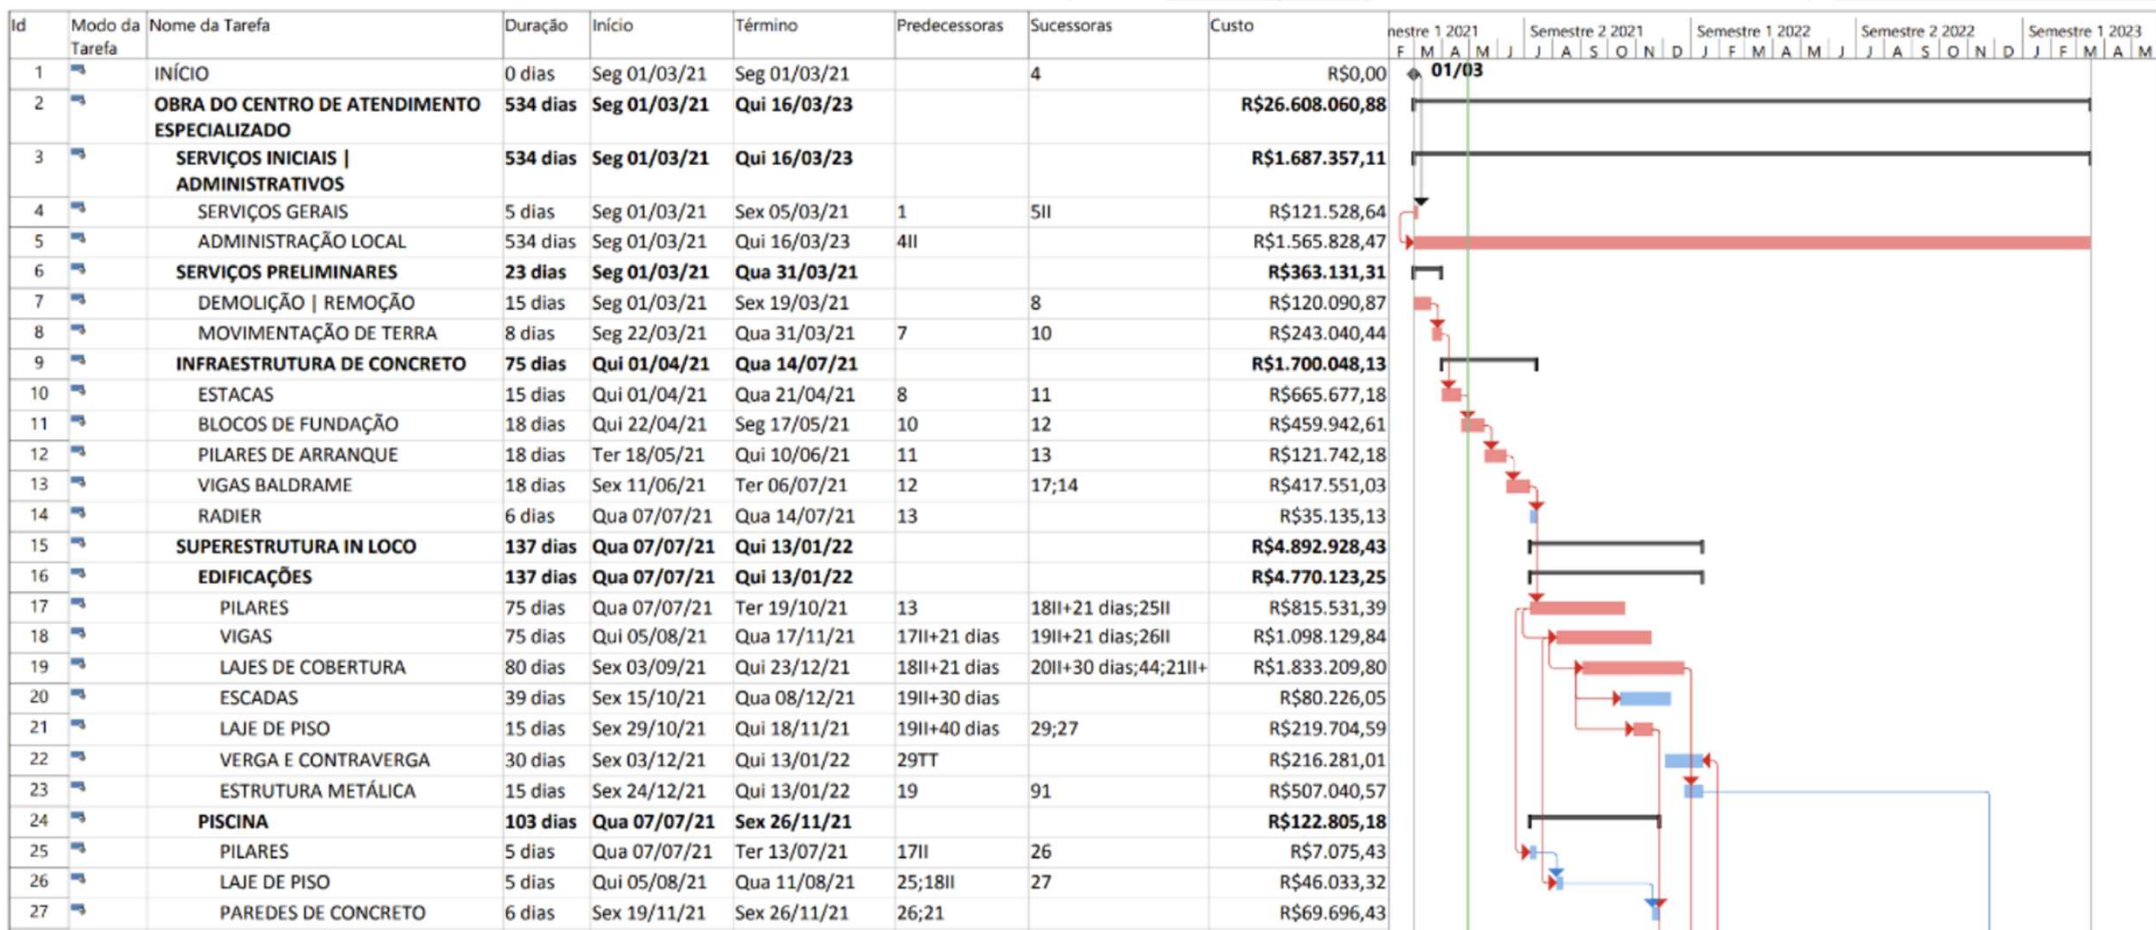 Id Modo da Tarefa Nome da Tarefa Duração Início Término Predecessoras Sucessoras Custo
nestre 1 2021 Semestre 2 2021 Semestre 1 2022 Semestre 2 2022 Semestre 1 2023
F M A M J J A S O N D J F M A M J J A S O N D J F M A M
1 INÍCIO 0 dias Seg 01/03/21 Seg 01/03/21 4 R$0,00 01/03
2 OBRA DO CENTRO DE ATENDIMENTO ESPECIALIZADO 534 dias Seg 01/03/21 Qui 16/03/23 R$26.608.060,88
3 SERVIÇOS INICIAIS | ADMINISTRATIVOS 534 dias Seg 01/03/21 Qui 16/03/23 R$1.687.357,11
4 SERVIÇOS GERAIS 5 dias Seg 01/03/21 Sex 05/03/21 1 5II R$121.528,64
5 ADMINISTRAÇÃO LOCAL 534 dias Seg 01/03/21 Qui 16/03/23 4II R$1.565.828,47
6 SERVIÇOS PRELIMINARES 23 dias Seg 01/03/21 Qua 31/03/21 R$363.131,31
7 DEMOLIÇÃO | REMOÇÃO 15 dias Seg 01/03/21 Sex 19/03/21 8 R$120.090,87
8 MOVIMENTAÇÃO DE TERRA 8 dias Seg 22/03/21 Qua 31/03/21 7 10 R$243.040,44
9 INFRAESTRUTURA DE CONCRETO 75 dias Qui 01/04/21 Qua 14/07/21 R$1.700.048,13
10 ESTACAS 15 dias Qui 01/04/21 Qua 21/04/21 8 11 R$665.677,18
11 BLOCOS DE FUNDAÇÃO 18 dias Qui 22/04/21 Seg 17/05/21 10 12 R$459.942,61
12 PILARES DE ARRANQUE 18 dias Ter 18/05/21 Qui 10/06/21 11 13 R$121.742,18
13 VIGAS BALDRAME 18 dias Sex 11/06/21 Ter 06/07/21 12 17;14 R$417.551,03
14 RADIER 6 dias Qua 07/07/21 Qua 14/07/21 13 R$35.135,13
15 SUPERESTRUTURA IN LOCO 137 dias Qua 07/07/21 Qui 13/01/22 R$4.892.928,43
16 EDIFICAÇÕES 137 dias Qua 07/07/21 Qui 13/01/22 R$4.770.123,25
17 PILARES 75 dias Qua 07/07/21 Ter 19/10/21 13 18II+21 dias;25II R$815.531,39
18 VIGAS 75 dias Qui 05/08/21 Qua 17/11/21 17II+21 dias 19II+21 dias;26II R$1.098.129,84
19 LAJES DE COBERTURA 80 dias Sex 03/09/21 Qui 23/12/21 18II+21 dias 20II+30 dias;44;21II+ R$1.833.209,80
20 ESCADAS 39 dias Sex 15/10/21 Qua 08/12/21 19II+30 dias R$80.226,05
21 LAJE DE PISO 15 dias Sex 29/10/21 Qui 18/11/21 19II+40 dias 29;27 R$219.704,59
22 VERGA E CONTRAVERGA 30 dias Sex 03/12/21 Qui 13/01/22 29TT R$216.281,01
23 ESTRUTURA METÁLICA 15 dias Sex 24/12/21 Qui 13/01/22 19 91 R$507.040,57
24 PISCINA 103 dias Qua 07/07/21 Sex 26/11/21 R$122.805,18
25 PILARES 5 dias Qua 07/07/21 Ter 13/07/21 17II 26 R$7.075,43
26 LAJE DE PISO 5 dias Qui 05/08/21 Qua 11/08/21 25;18II 27 R$46.033,32
27 PAREDES DE CONCRETO 6 dias Sex 19/11/21 Sex 26/11/21 26;21 R$69.696,43